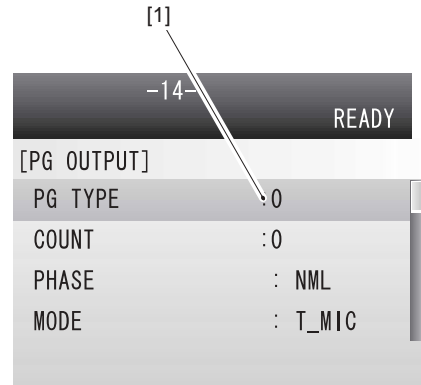 [1]
-14-
READY
[PG OUTPUT]
PG TYPE :0
COUNT :0
PHASE : NML
MODE : T_MIC